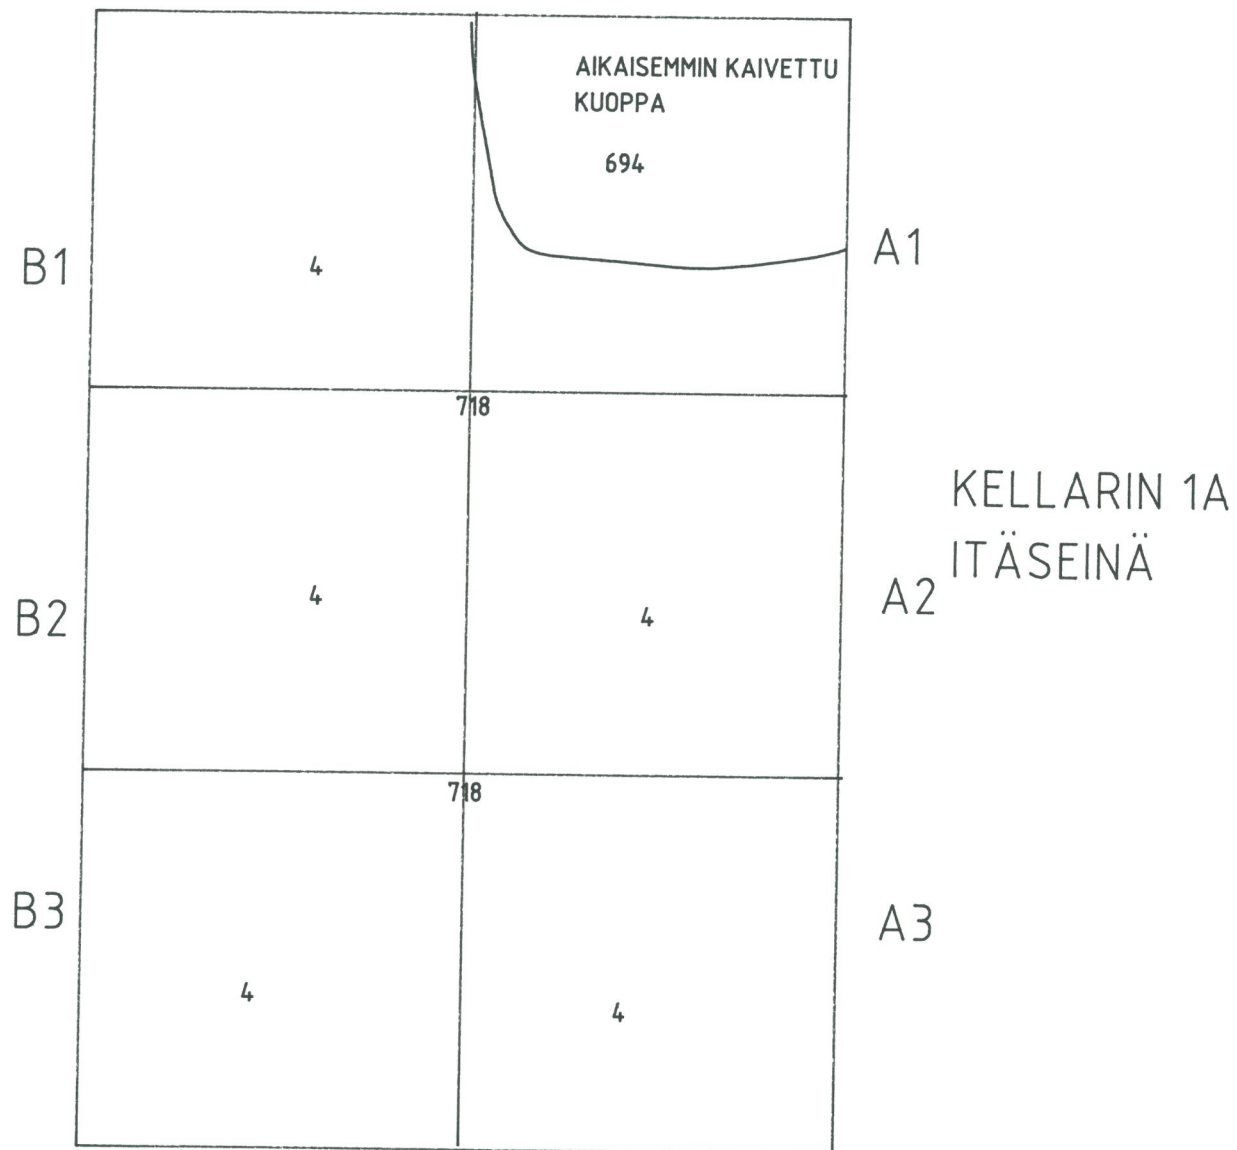 AIKAISEMMIN KAIVETTU
KUOPPA
694
B1
4
A1
718
KELLARIN 1A
ITÄSEINÄ
B2
4
4
A2
718
B3
A3
4
4